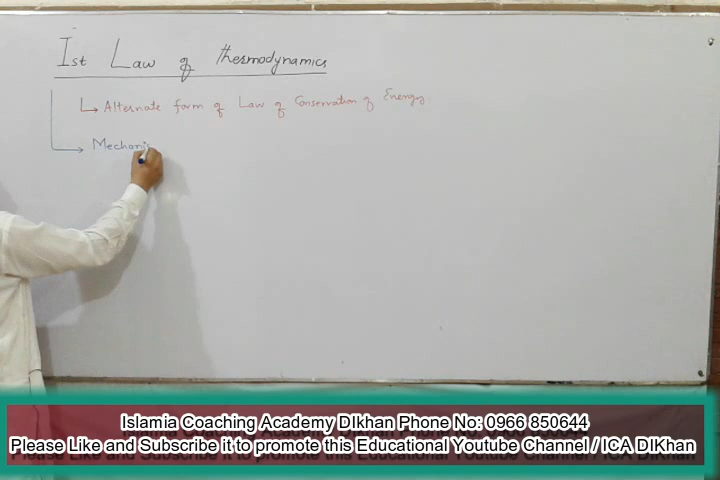 Ist Law of thermodynamics
Alternate form of Law of Conservation of Energy
Mechani
Islamia Coaching Academy DIkhan Phone No: 0966 850644
Please Like and Subscribe it to promote this Educational Youtube Channel / ICA DIKhan